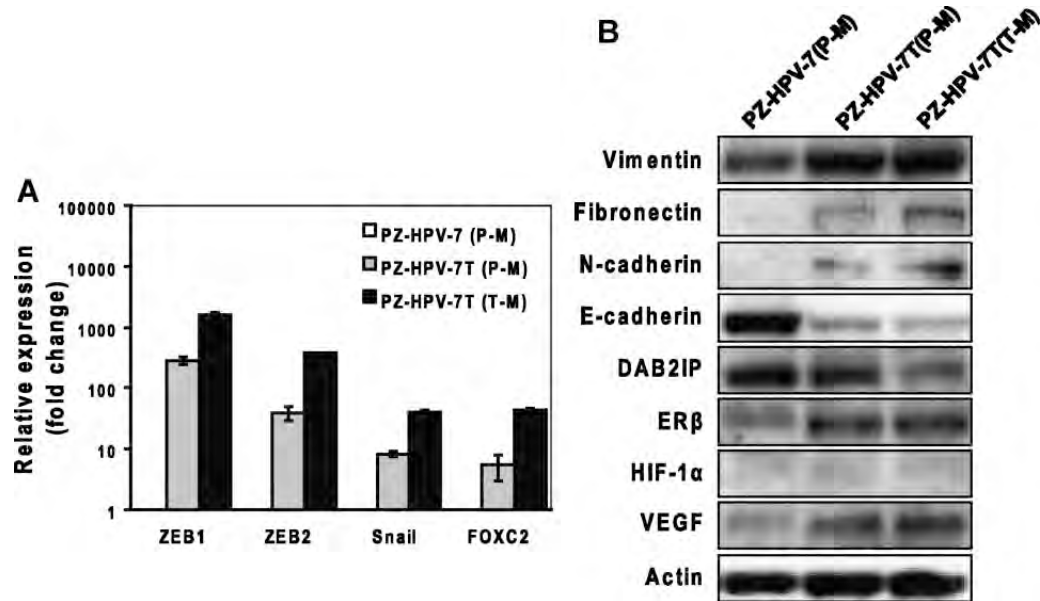 A
Relative expression
(fold change)
100000
10000
1000
100
10
1
PZ-HPV-7 (P-M)
PZ-HPV-7T (P-M)
PZ-HPV-7T (T-M)
ZEB1 ZEB2 Snail FOXC2
B
PZ-HPV-7(P-M)
PZ-HPV-7T(P-M)
PZ-HPV-7T(T-M)
Vimentin
Fibronectin
N-cadherin
E-cadherin
DAB2IP
ERβ
HIF-1α
VEGF
Actin